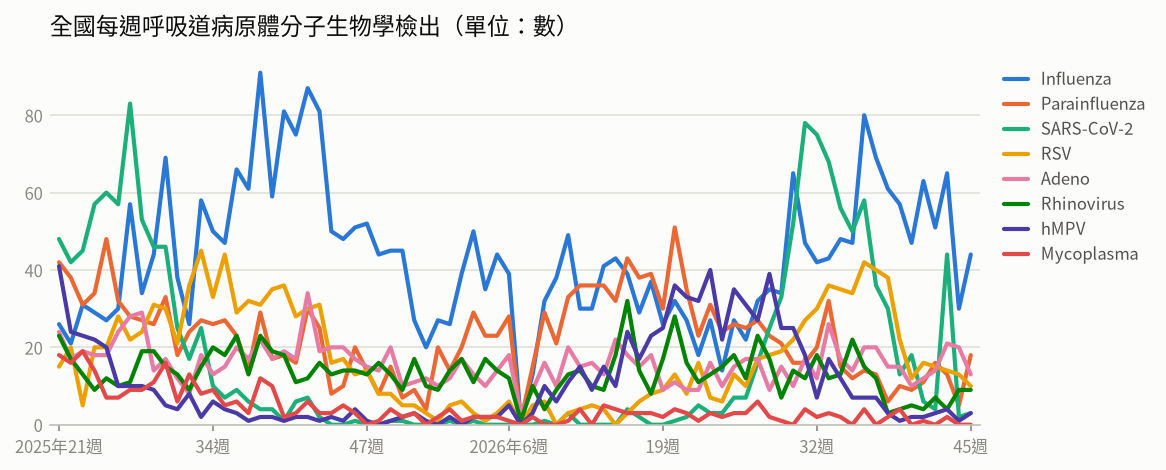 全國每週呼吸道病原體分子生物學檢出（單位：數）
Influenza
Parainfluenza
SARS-CoV-2
RSV
Adeno
Rhinovirus
hMPV
Mycoplasma
80
60
40
20
0
2025年21週 34週 47週 2026年6週 19週 32週 45週